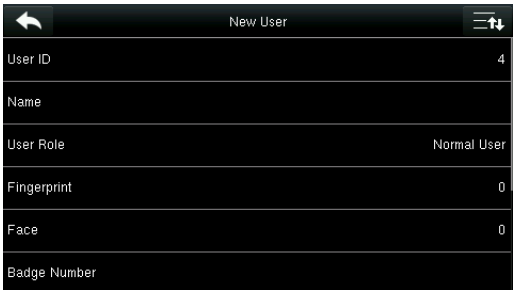 New User
User ID 4
Name
User Role Normal User
Fingerprint 0
Face 0
Badge Number